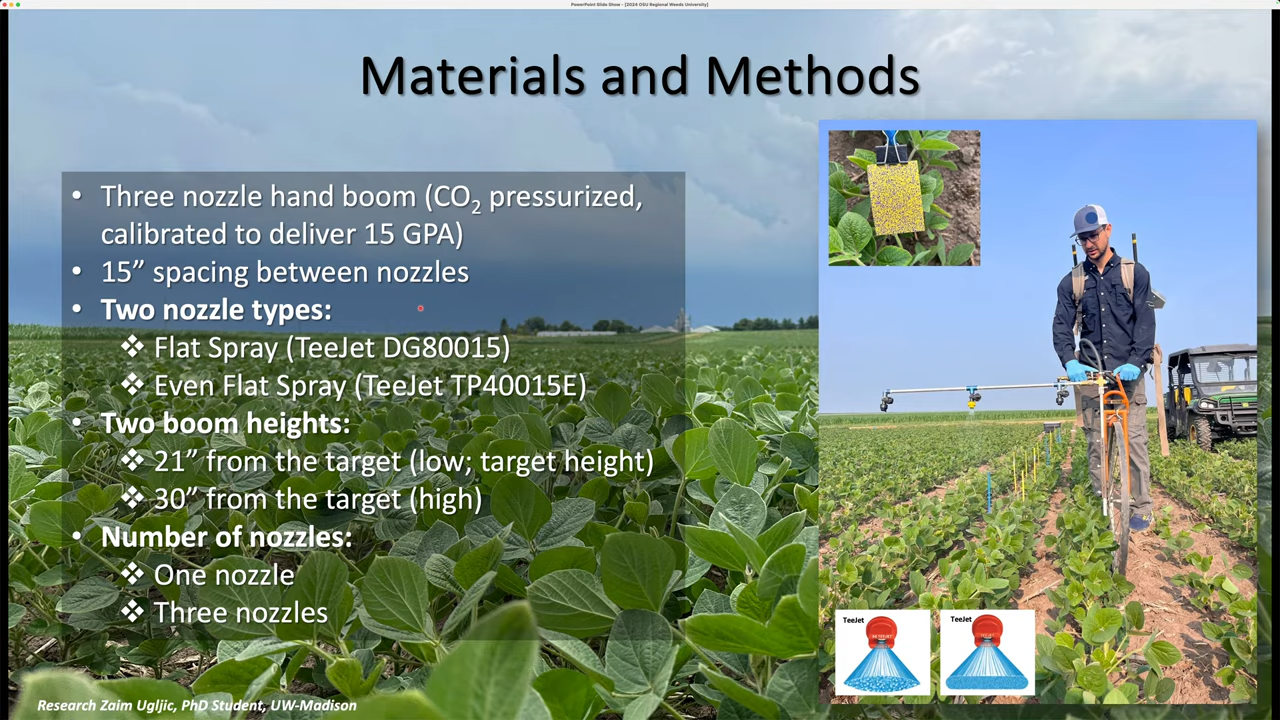 PowerPoint Slide Show - [2024 OSU Regional Weeds University]
Materials and Methods
• Three nozzle hand boom (CO₂ pressurized,
calibrated to deliver 15 GPA)
• 15” spacing between nozzles
• Two nozzle types:
❖ Flat Spray (TeeJet DG80015)
❖ Even Flat Spray (TeeJet TP40015E)
• Two boom heights:
❖ 21” from the target (low; target height)
❖ 30” from the target (high)
• Number of nozzles:
❖ One nozzle
❖ Three nozzles
TeeJet
TeeJet
Research Zaim Ugljic, PhD Student, UW-Madison